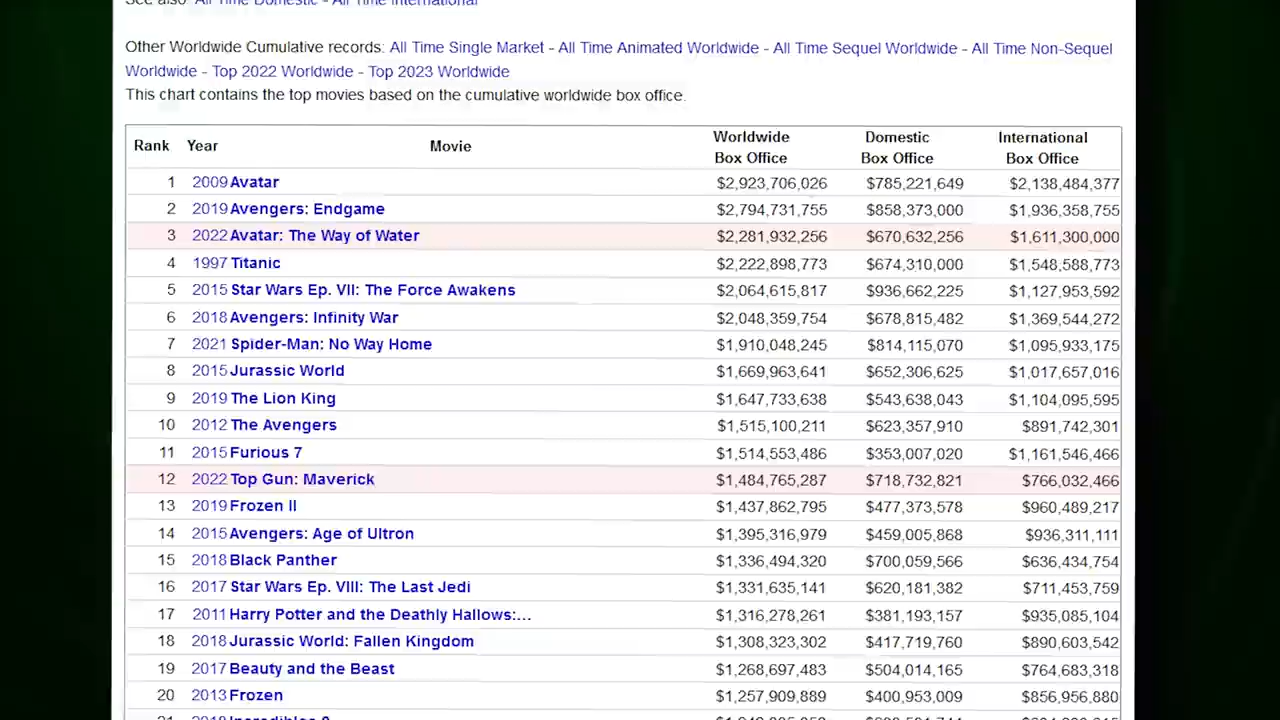 See also: All Time Domestic - All Time International
Other Worldwide Cumulative records: All Time Single Market - All Time Animated Worldwide - All Time Sequel Worldwide - All Time Non-Sequel
Worldwide - Top 2022 Worldwide - Top 2023 Worldwide
This chart contains the top movies based on the cumulative worldwide box office.
Rank Year Movie Worldwide Box Office Domestic Box Office International Box Office
1 2009 Avatar $2,923,706,026 $785,221,649 $2,138,484,377
2 2019 Avengers: Endgame $2,794,731,755 $858,373,000 $1,936,358,755
3 2022 Avatar: The Way of Water $2,281,932,256 $670,632,256 $1,611,300,000
4 1997 Titanic $2,222,898,773 $674,310,000 $1,548,588,773
5 2015 Star Wars Ep. VII: The Force Awakens $2,064,615,817 $936,662,225 $1,127,953,592
6 2018 Avengers: Infinity War $2,048,359,754 $678,815,482 $1,369,544,272
7 2021 Spider-Man: No Way Home $1,910,048,245 $814,115,070 $1,095,933,175
8 2015 Jurassic World $1,669,963,641 $652,306,625 $1,017,657,016
9 2019 The Lion King $1,647,733,638 $543,638,043 $1,104,095,595
10 2012 The Avengers $1,515,100,211 $623,357,910 $891,742,301
11 2015 Furious 7 $1,514,553,486 $353,007,020 $1,161,546,466
12 2022 Top Gun: Maverick $1,484,765,287 $718,732,821 $766,032,466
13 2019 Frozen II $1,437,862,795 $477,373,578 $960,489,217
14 2015 Avengers: Age of Ultron $1,395,316,979 $459,005,868 $936,311,111
15 2018 Black Panther $1,336,494,320 $700,059,566 $636,434,754
16 2017 Star Wars Ep. VIII: The Last Jedi $1,331,635,141 $620,181,382 $711,453,759
17 2011 Harry Potter and the Deathly Hallows:... $1,316,278,261 $381,193,157 $935,085,104
18 2018 Jurassic World: Fallen Kingdom $1,308,323,302 $417,719,760 $890,603,542
19 2017 Beauty and the Beast $1,268,697,483 $504,014,165 $764,683,318
20 2013 Frozen $1,257,909,889 $400,953,009 $856,956,880